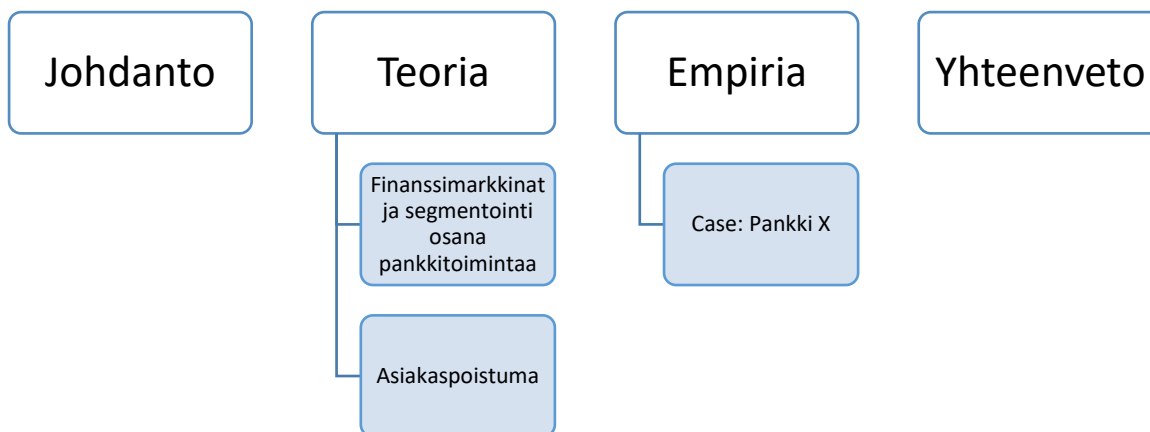 Johdanto
Teoria
Empiria
Yhteenveto
Finanssimarkkinat
ja segmentointi
osana
pankkitoimintaa
Case: Pankki X
Asiakaspoistuma